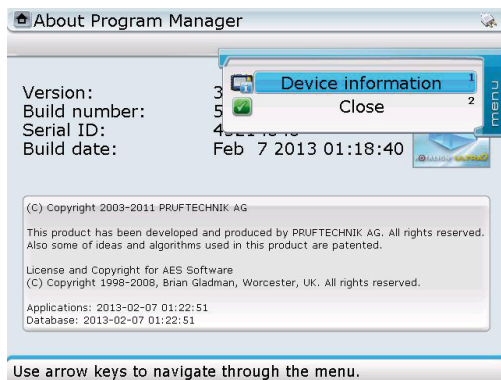 About Program Manager
Device information 1
Close 2
menu
Version: 3
Build number: 5
Serial ID:
Build date: Feb 7 2013 01:18:40
(C) Copyright 2003-2011 PRUFTECHNIK AG
This product has been developed and produced by PRUFTECHNIK AG. All rights reserved.
Also some of ideas and algorithms used in this product are patented.
License and Copyright for AES Software
(C) Copyright 1998-2008, Brian Gladman, Worcester, UK. All rights reserved.
Applications: 2013-02-07 01:22:51
Database: 2013-02-07 01:22:51
Use arrow keys to navigate through the menu.